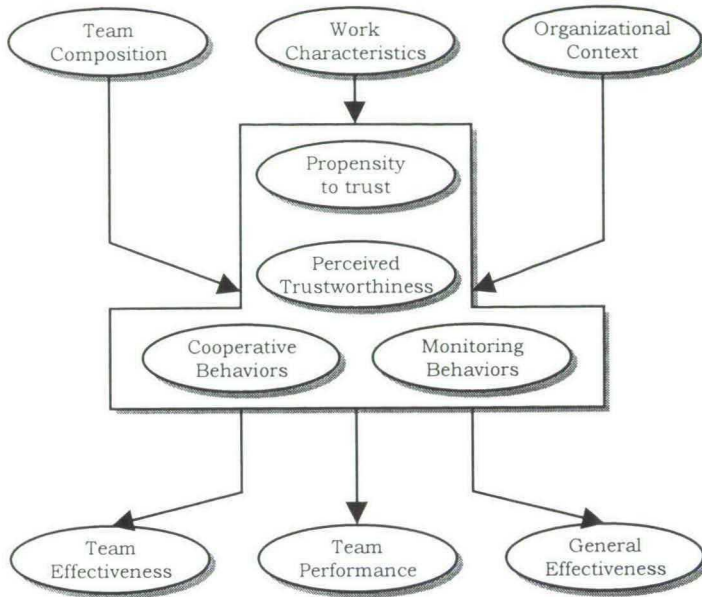 Team
Composition
Work
Characteristics
Organizational
Context
Propensity
to trust
Perceived
Trustworthiness
Cooperative
Behaviors
Monitoring
Behaviors
Team
Effectiveness
Team
Performance
General
Effectiveness